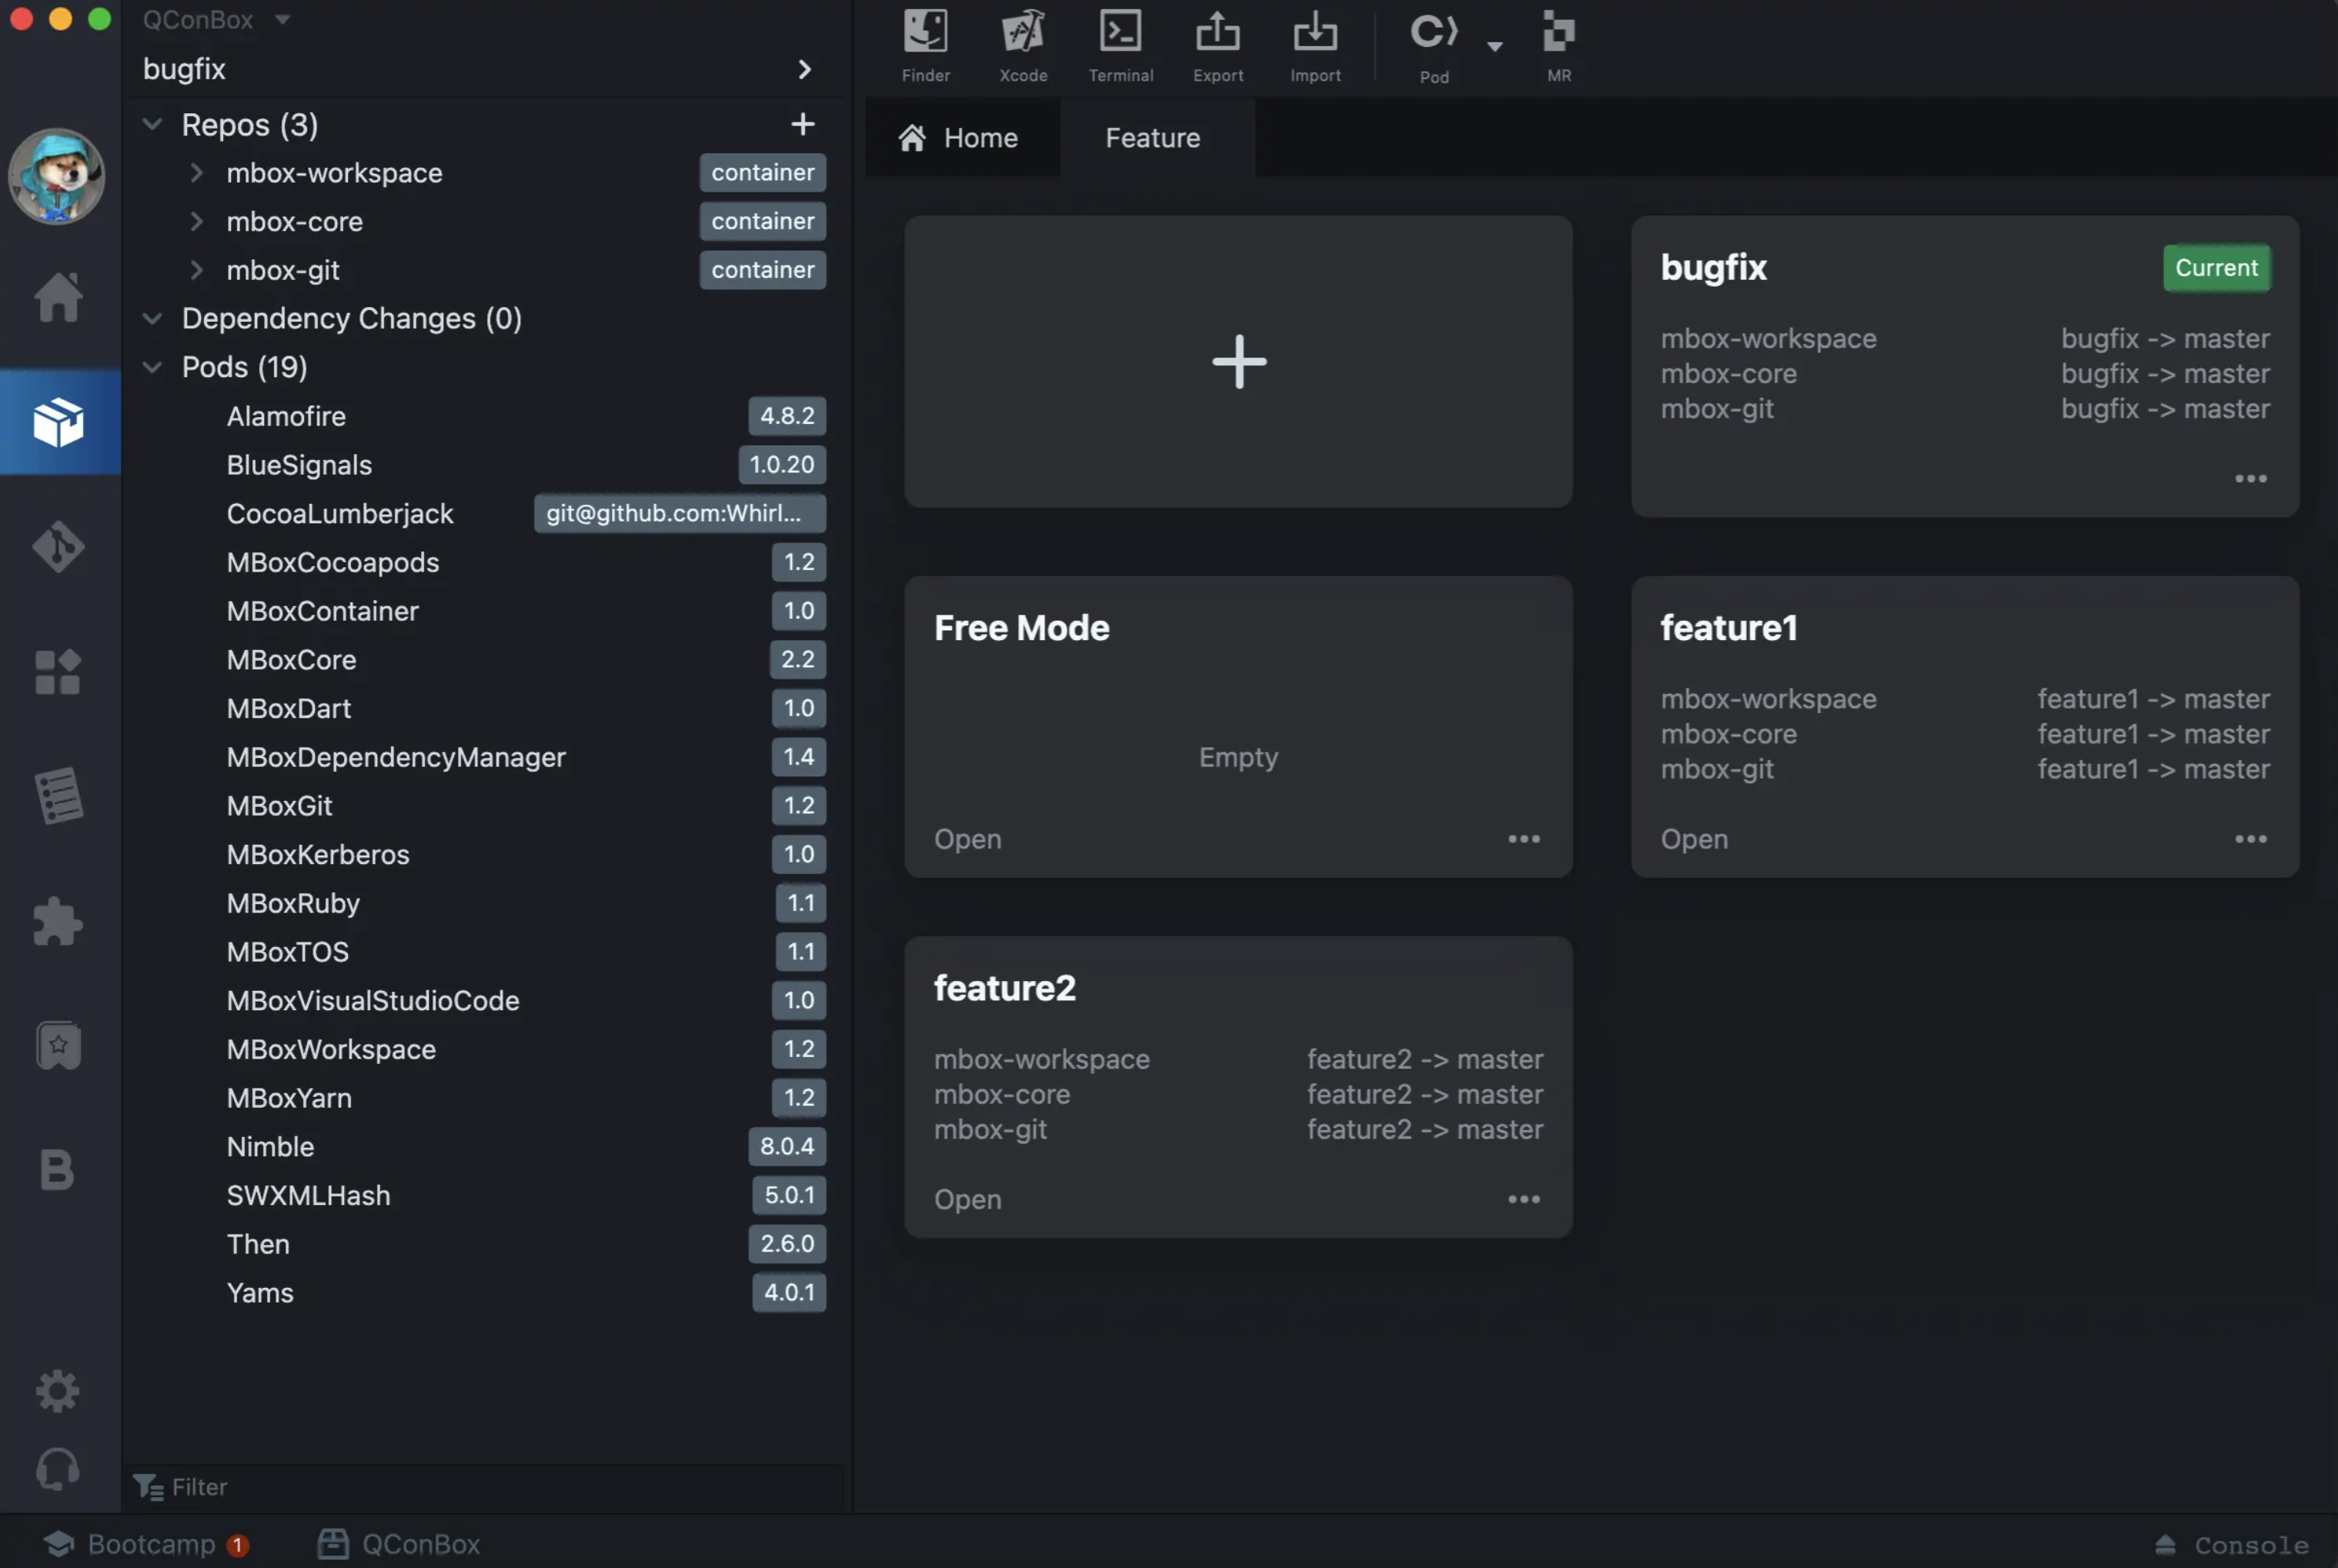 QConBox
bugfix
Repos (3)
mbox-workspace container
mbox-core container
mbox-git container
Dependency Changes (0)
Pods (19)
Alamofire 4.8.2
BlueSignals 1.0.20
CocoaLumberjack git@github.com:Whirl...
MBoxCocoapods 1.2
MBoxContainer 1.0
MBoxCore 2.2
MBoxDart 1.0
MBoxDependencyManager 1.4
MBoxGit 1.2
MBoxKerberos 1.0
MBoxRuby 1.1
MBoxTOS 1.1
MBoxVisualStudioCode 1.0
MBoxWorkspace 1.2
MBoxYarn 1.2
Nimble 8.0.4
SWXMLHash 5.0.1
Then 2.6.0
Yams 4.0.1
Filter
Finder Xcode Terminal Export Import Pod MR
Home Feature
bugfix Current
mbox-workspace bugfix -> master
mbox-core bugfix -> master
mbox-git bugfix -> master
Free Mode
Empty
Open
feature1
mbox-workspace feature1 -> master
mbox-core feature1 -> master
mbox-git feature1 -> master
Open
feature2
mbox-workspace feature2 -> master
mbox-core feature2 -> master
mbox-git feature2 -> master
Open
Bootcamp 1 QConBox Console